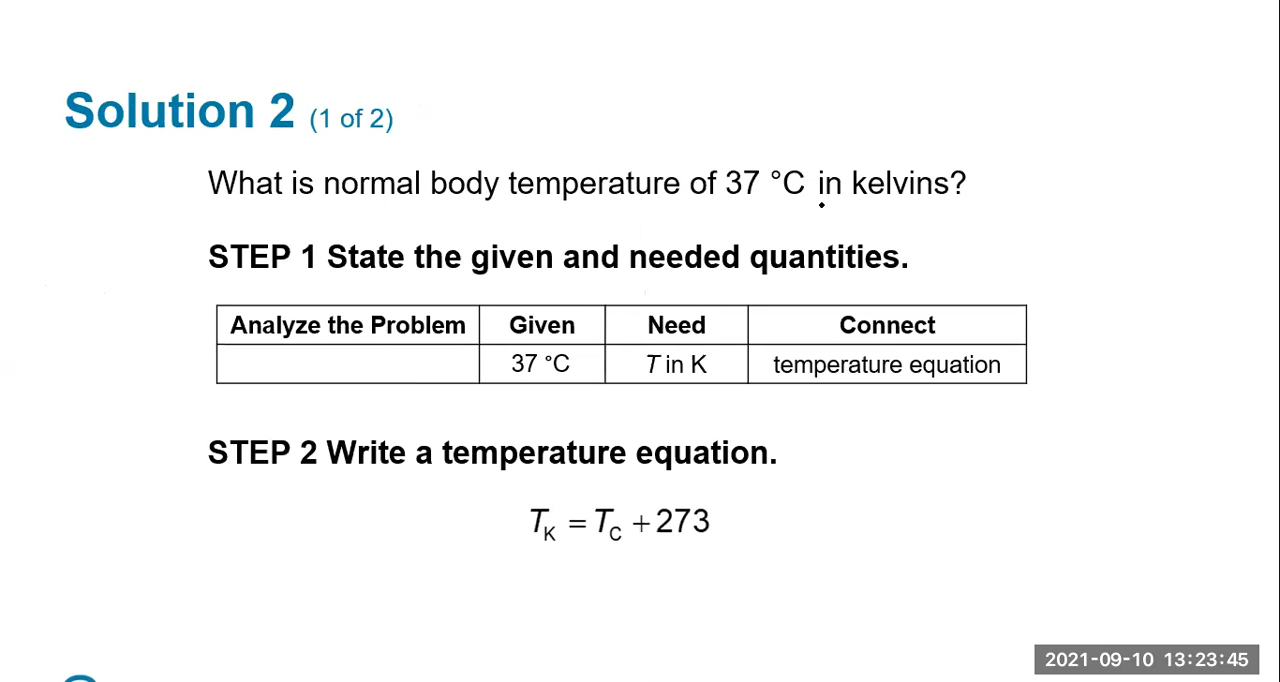 Solution 2 (1 of 2)
What is normal body temperature of 37 °C in kelvins?
STEP 1 State the given and needed quantities.
Analyze the Problem Given Need Connect
37 °C T in K temperature equation
STEP 2 Write a temperature equation.
TK = TC + 273
2021-09-10 13:23:45